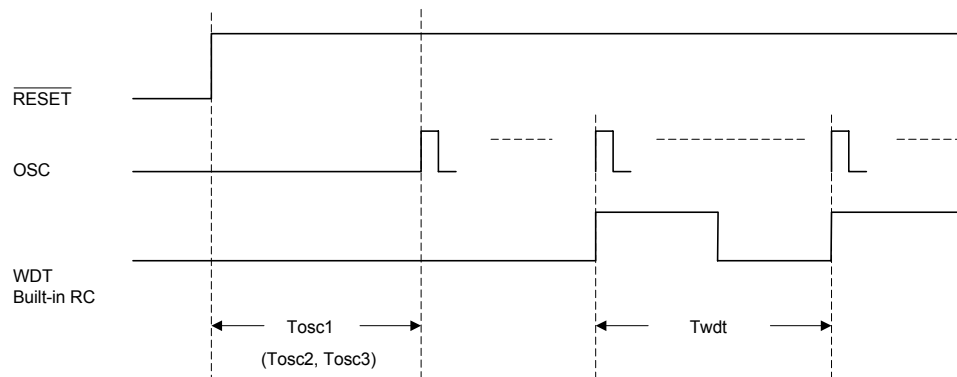 RESET
OSC
WDT
Built-in RC
Tosc1
Twdt
(Tosc2, Tosc3)